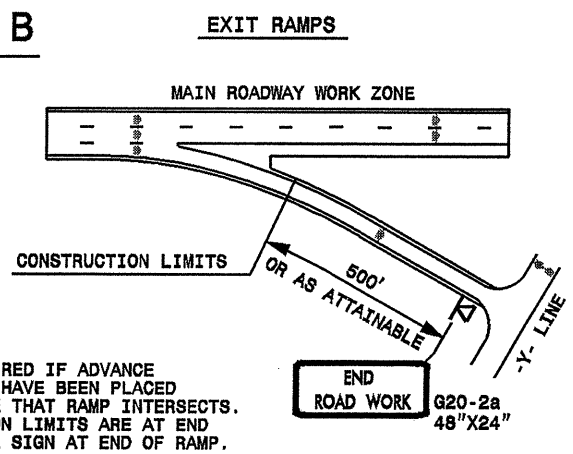 B
EXIT RAMPS
MAIN ROADWAY WORK ZONE
CONSTRUCTION LIMITS
500'
OR AS ATTAINABLE
-Y- LINE
END
ROAD WORK
G20-2a
48"X24"
RED IF ADVANCE
HAVE BEEN PLACED
THAT RAMP INTERSECTS.
ON LIMITS ARE AT END
SIGN AT END OF RAMP.